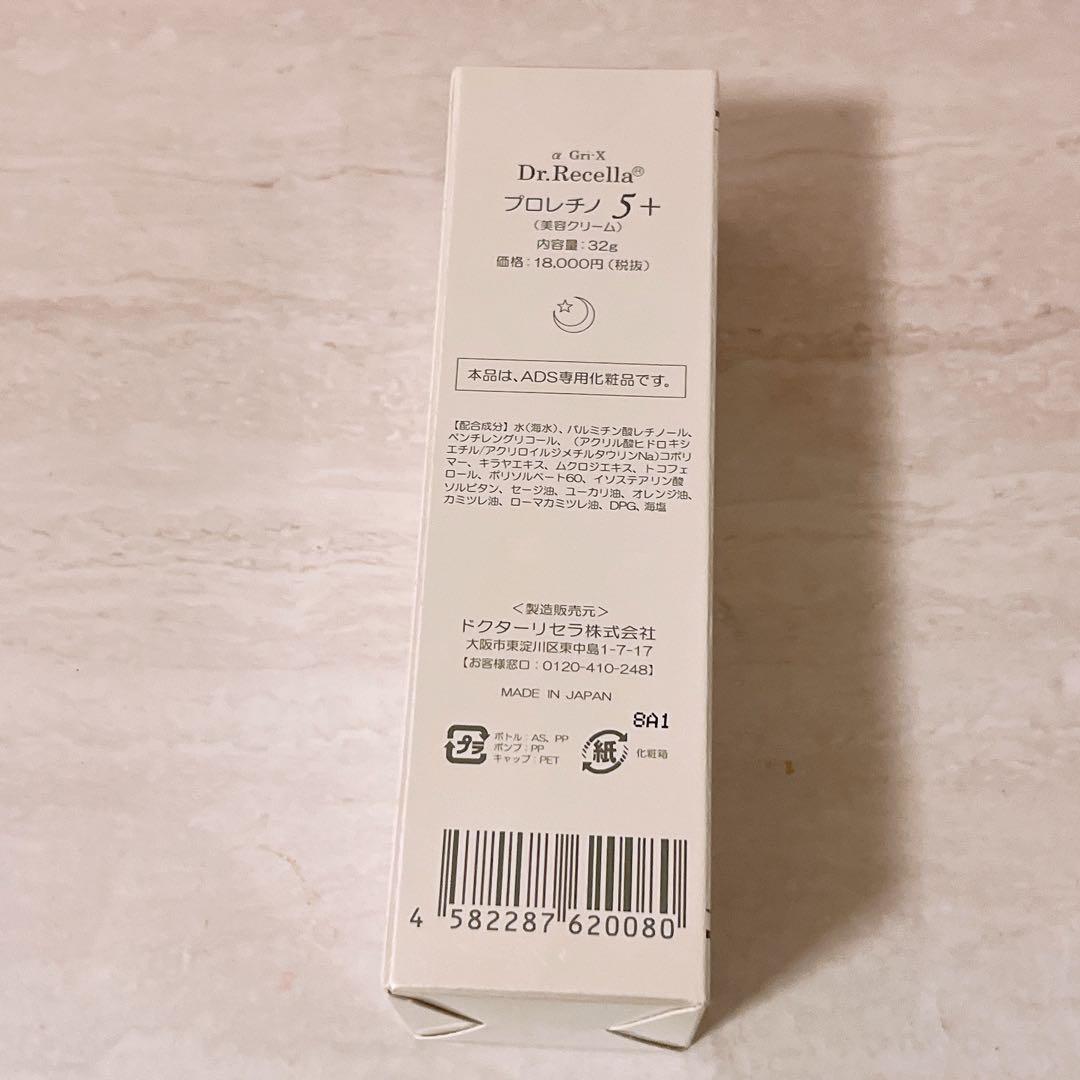 α Gri-X
Dr.Recella®
プロレチノ 5+
(美容クリーム)
内容量:32g
価格:18,000円(税抜)
本品は、ADS専用化粧品です。
【配合成分】水(海水)、パルミチン酸レチノール、
ペンチレングリコール、(アクリル酸ヒドロキシ
エチル/アクリロイルジメチルタウリンNa)コポリ
マー、キラヤエキス、ムクロジエキス、トコフェ
ロール、ポリソルベート60、イソステアリン酸
ソルビタン、セージ油、ユーカリ油、オレンジ油、
カミツレ油、ローマカミツレ油、DPG、海塩
<製造販売元>
ドクターリセラ株式会社
大阪市東淀川区東中島1-7-17
【お客様窓口:0120-410-248】
MADE IN JAPAN
8A1
プラ
ボトル:AS、PP
ポンプ:PP
キャップ:PET
紙
化粧箱
4 582287 620080